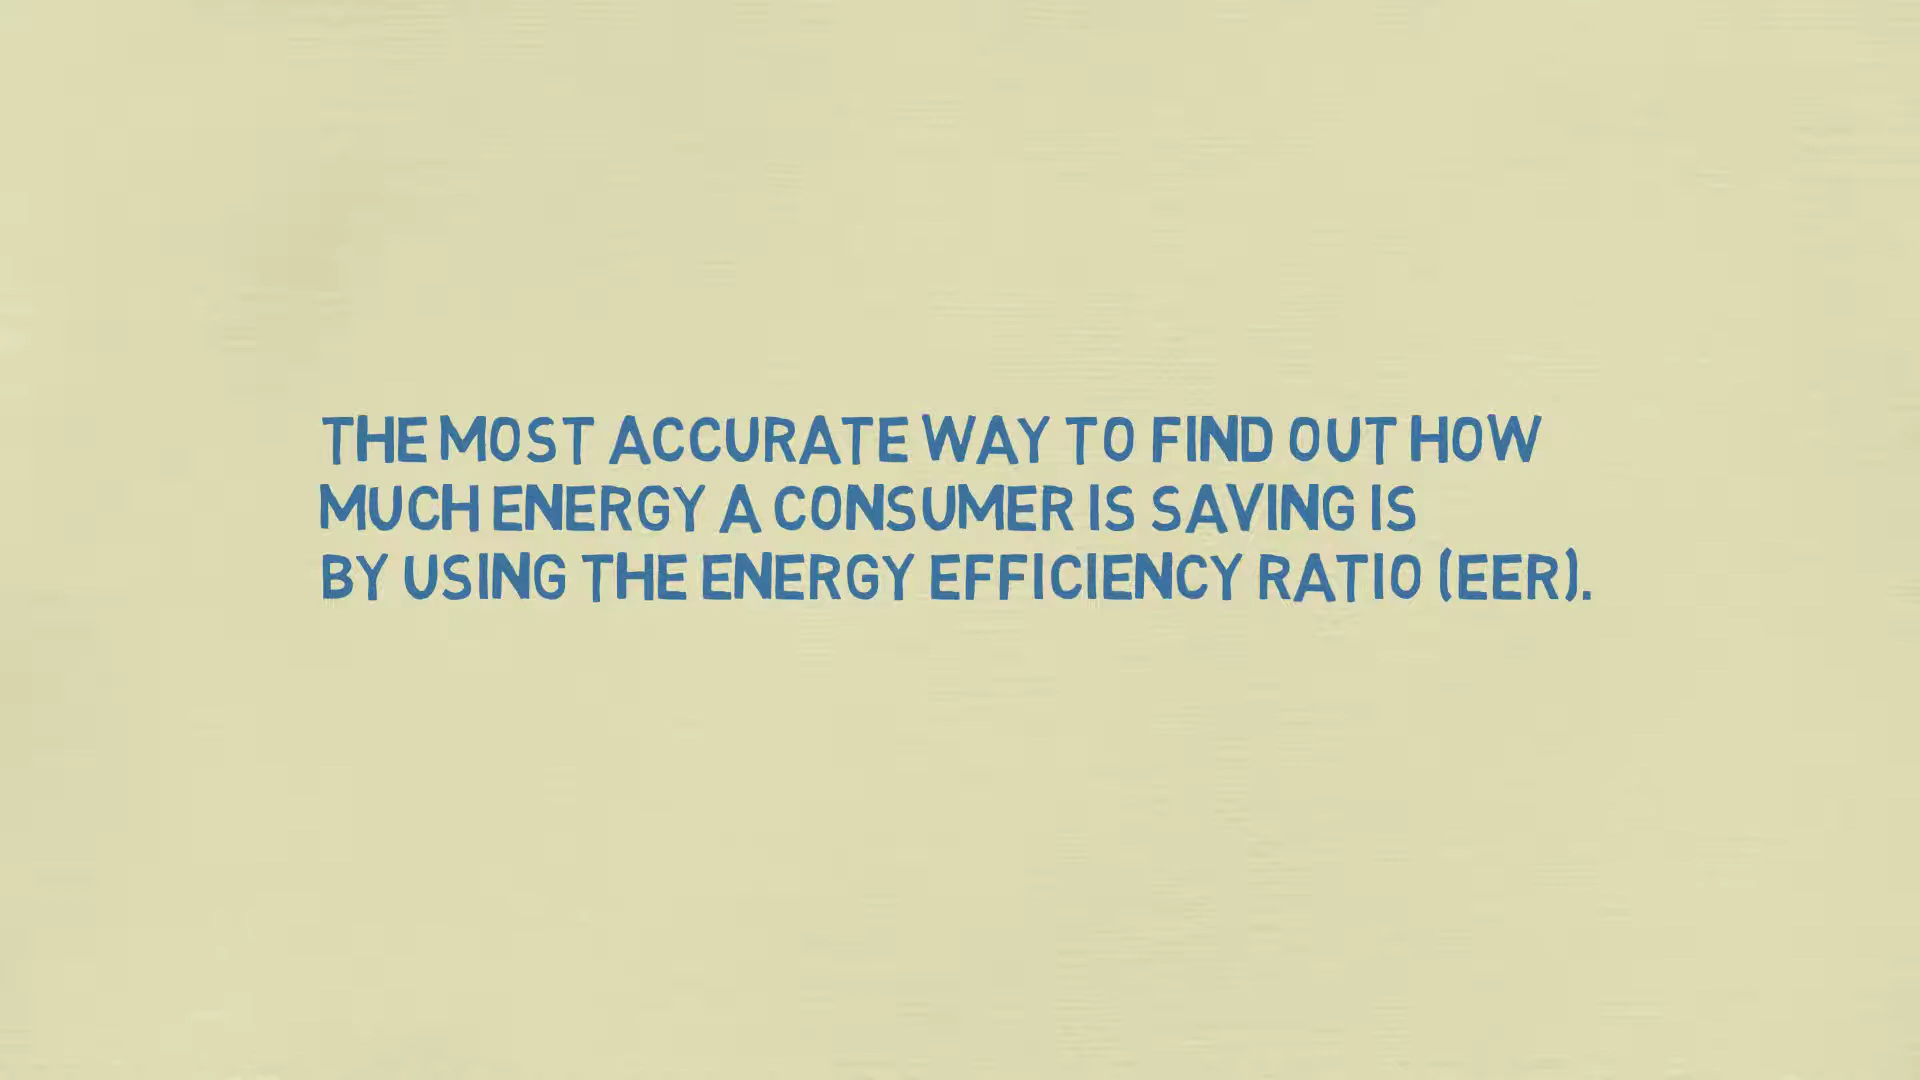 THE MOST ACCURATE WAY TO FIND OUT HOW
MUCH ENERGY A CONSUMER IS SAVING IS
BY USING THE ENERGY EFFICIENCY RATIO (EER).